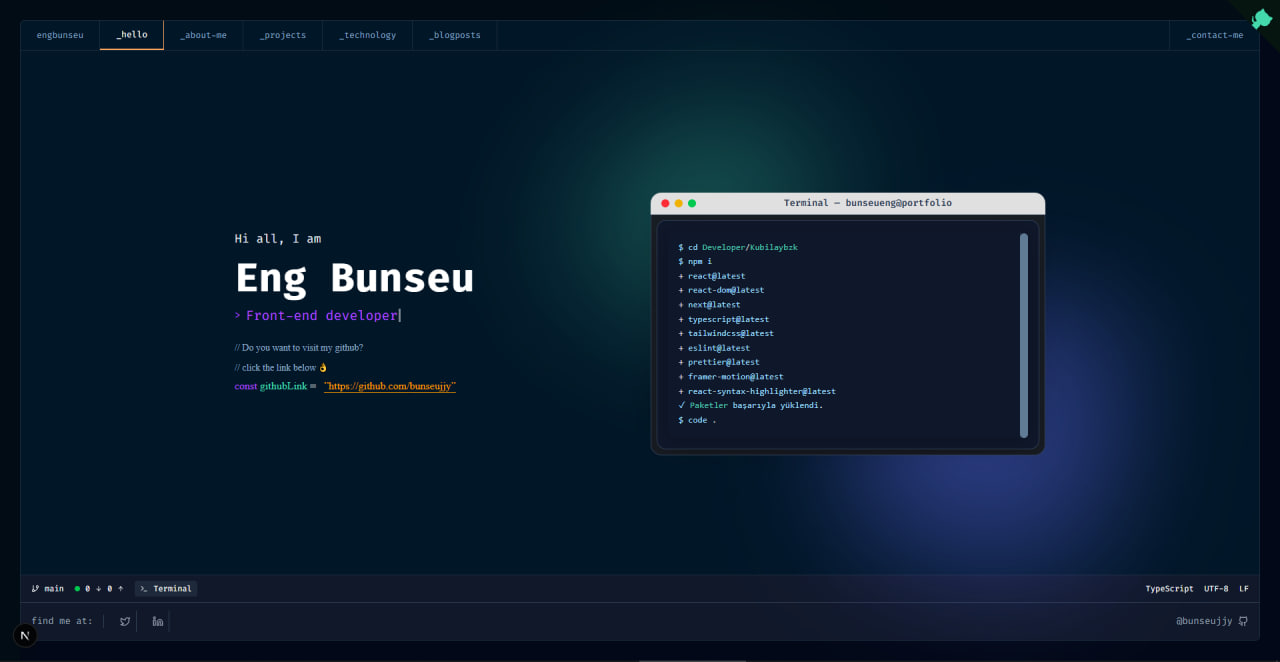 engbunseu
_hello
_about-me
_projects
_technology
_blogposts
_contact-me
Hi all, I am
Eng Bunseu
> Front-end developer
// Do you want to visit my github?
// click the link below 👌
const githubLink = "https://github.com/bunseujjy"
Terminal — bunseueng@portfolio
$ cd Developer/Kubilaybzk
$ npm i
+ react@latest
+ react-dom@latest
+ next@latest
+ typescript@latest
+ tailwindcss@latest
+ eslint@latest
+ prettier@latest
+ framer-motion@latest
+ react-syntax-highlighter@latest
✓ Paketler başarıyla yüklendi.
$ code .
main
0 ↓ 0 ↑
>_ Terminal
TypeScript
UTF-8
LF
find me at:
@bunseujjy
N